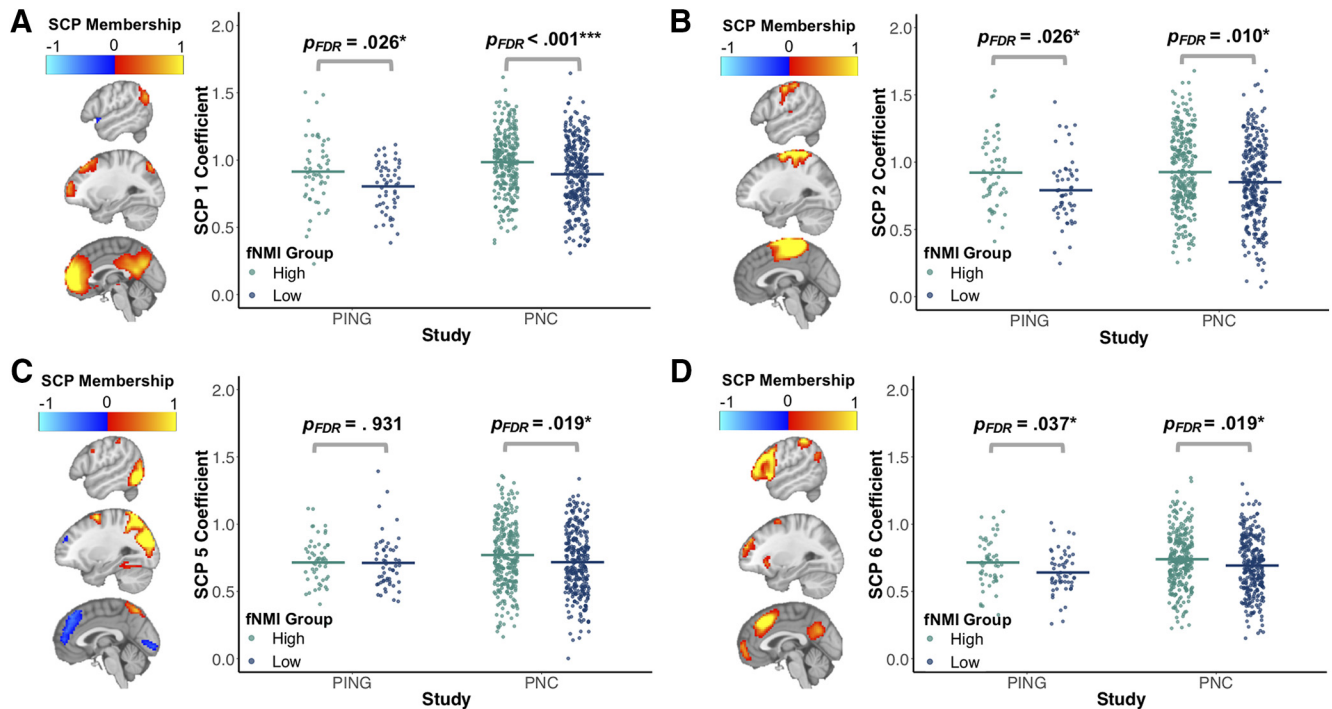 A
SCP Membership
-1 0 1
SCP 1 Coefficient
2.0
1.5
1.0
0.5
0.0
pFDR = .026*
pFDR < .001***
fNMI Group
High
Low
PING
PNC
Study
B
SCP Membership
-1 0 1
SCP 2 Coefficient
2.0
1.5
1.0
0.5
0.0
pFDR = .026*
pFDR = .010*
fNMI Group
High
Low
PING
PNC
Study
C
SCP Membership
-1 0 1
SCP 5 Coefficient
2.0
1.5
1.0
0.5
0.0
pFDR = . 931
pFDR = .019*
fNMI Group
High
Low
PING
PNC
Study
D
SCP Membership
-1 0 1
SCP 6 Coefficient
2.0
1.5
1.0
0.5
0.0
pFDR = .037*
pFDR = .019*
fNMI Group
High
Low
PING
PNC
Study